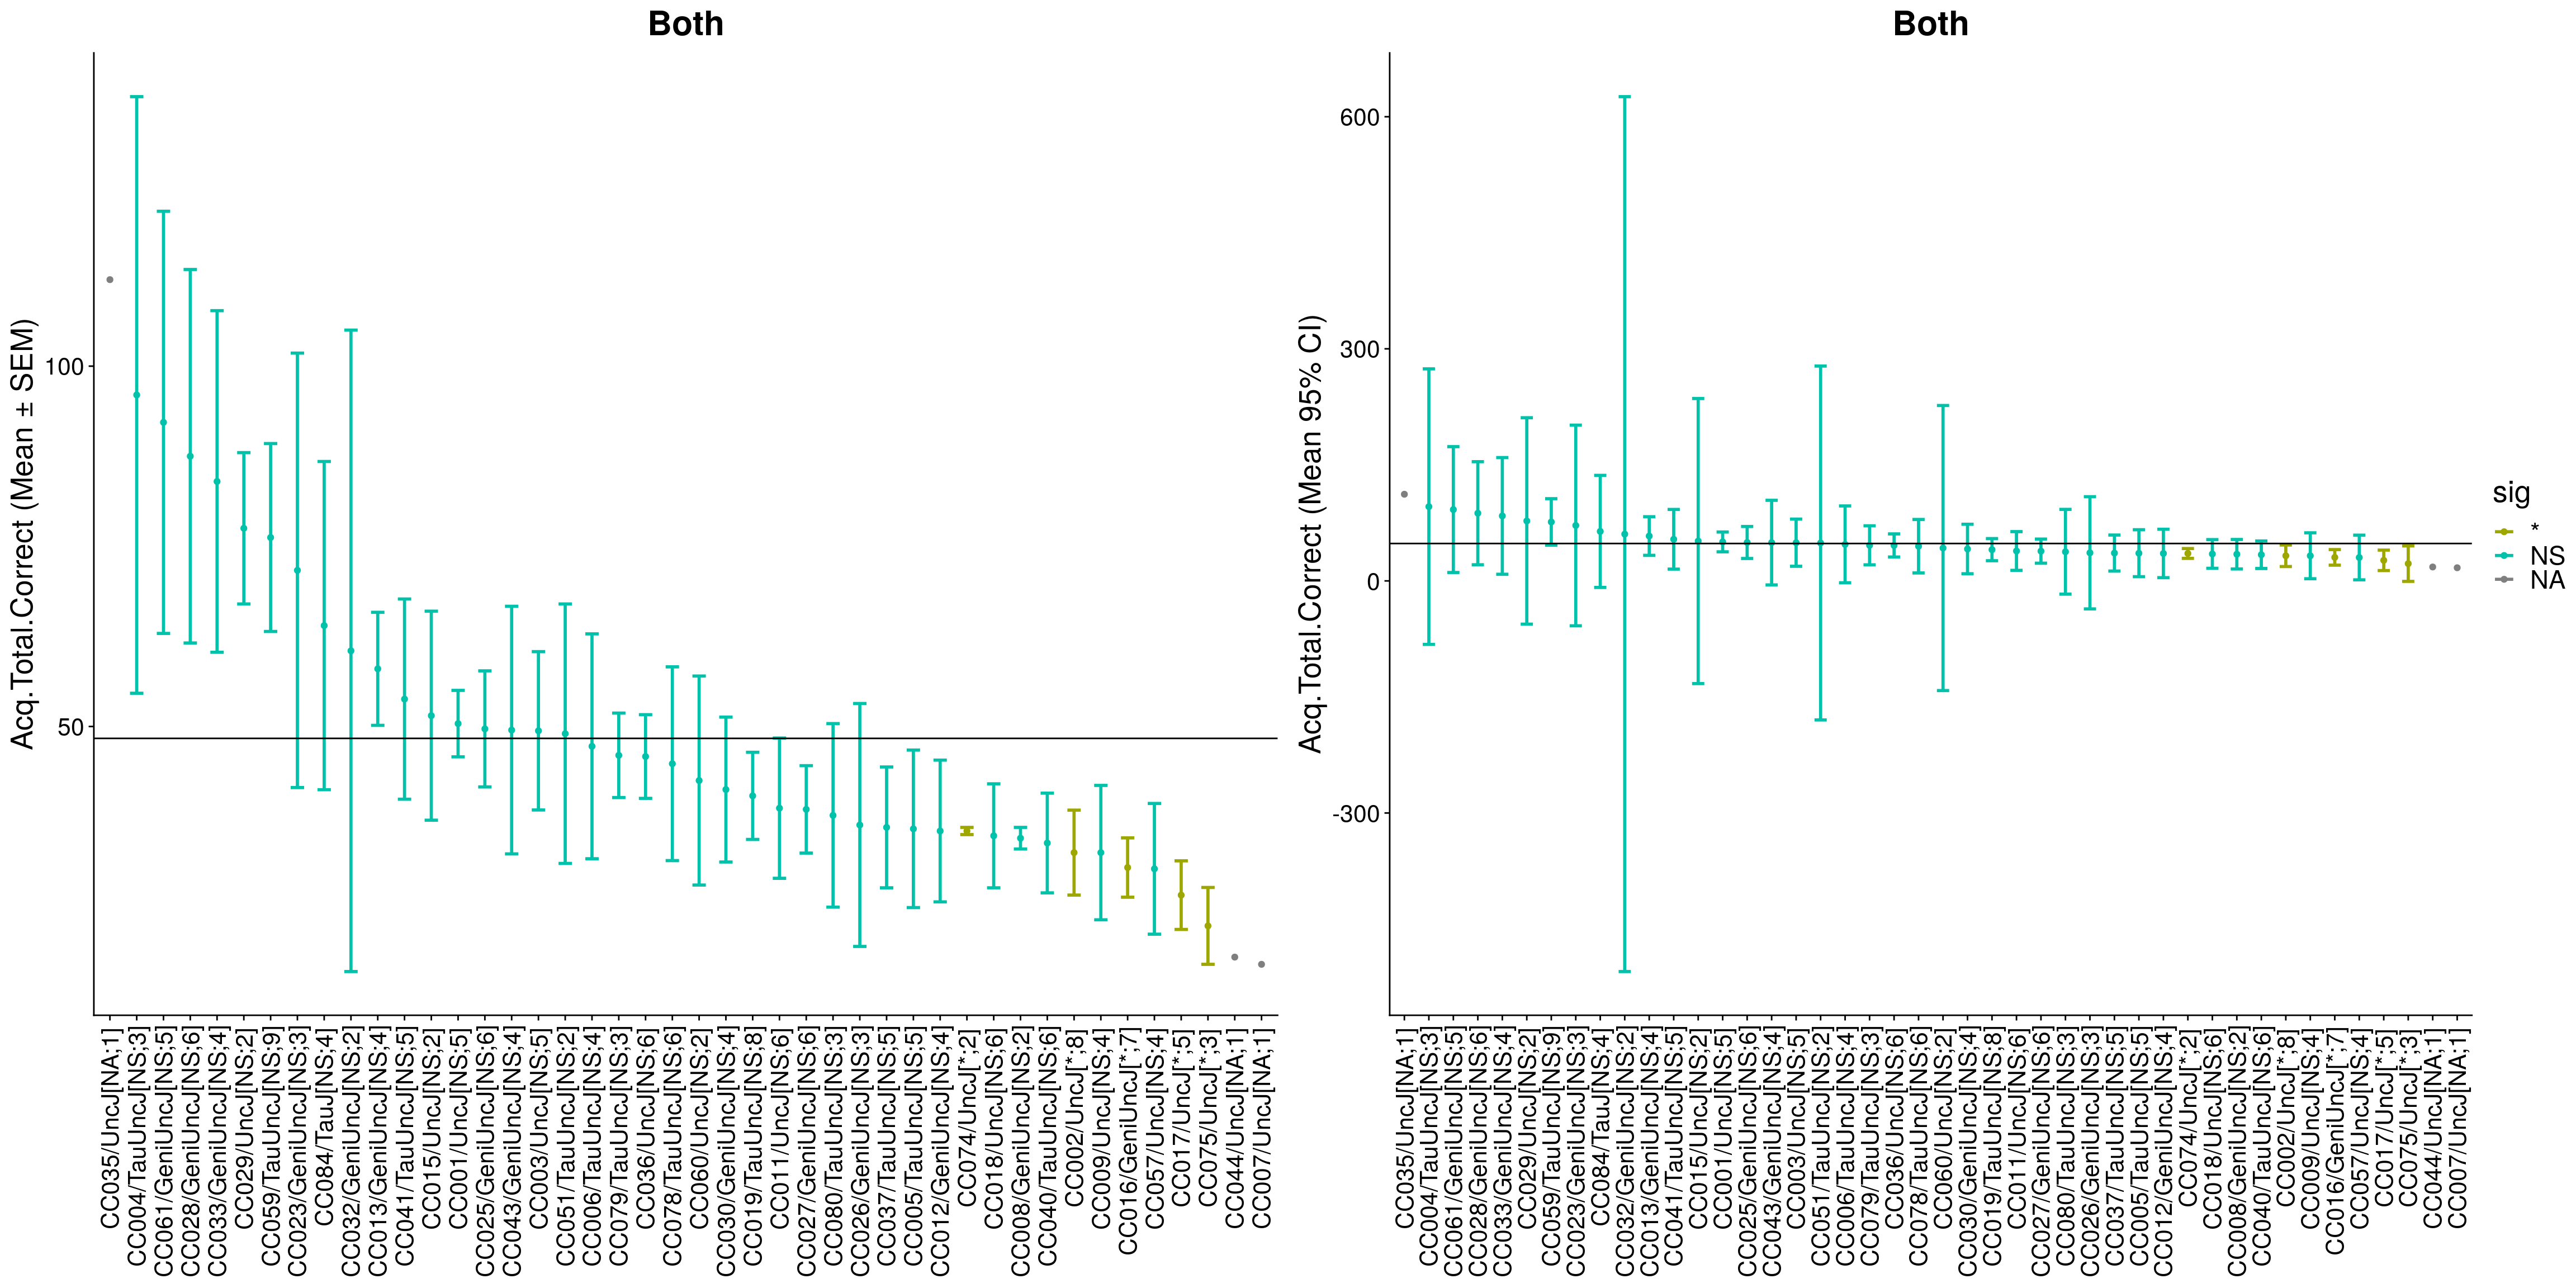 Both
Acq.Total.Correct (Mean ± SEM)
100
50
CC035/UncJ[NA;1]
CC004/TauUncJ[NS;3]
CC061/GeniUncJ[NS;5]
CC028/GeniUncJ[NS;6]
CC033/GeniUncJ[NS;4]
CC029/UncJ[NS;2]
CC059/TauUncJ[NS;9]
CC023/GeniUncJ[NS;3]
CC084/TauJ[NS;4]
CC032/GeniUncJ[NS;2]
CC013/GeniUncJ[NS;4]
CC041/TauUncJ[NS;5]
CC015/UncJ[NS;2]
CC001/UncJ[NS;5]
CC025/GeniUncJ[NS;6]
CC043/GeniUncJ[NS;4]
CC003/UncJ[NS;5]
CC051/TauUncJ[NS;2]
CC006/TauUncJ[NS;4]
CC079/TauUncJ[NS;3]
CC036/UncJ[NS;6]
CC078/TauUncJ[NS;6]
CC060/UncJ[NS;2]
CC030/GeniUncJ[NS;4]
CC019/TauUncJ[NS;8]
CC011/UncJ[NS;6]
CC027/GeniUncJ[NS;6]
CC080/TauUncJ[NS;3]
CC026/GeniUncJ[NS;3]
CC037/TauUncJ[NS;5]
CC005/TauUncJ[NS;5]
CC012/GeniUncJ[NS;4]
CC074/UncJ[*;2]
CC018/UncJ[NS;6]
CC008/GeniUncJ[NS;2]
CC040/TauUncJ[NS;6]
CC002/UncJ[*;8]
CC009/UncJ[NS;4]
CC016/GeniUncJ[*;7]
CC057/UncJ[NS;4]
CC017/UncJ[*;5]
CC075/UncJ[*;3]
CC044/UncJ[NA;1]
CC007/UncJ[NA;1]
Both
Acq.Total.Correct (Mean 95% CI)
600
300
0
-300
CC035/UncJ[NA;1]
CC004/TauUncJ[NS;3]
CC061/GeniUncJ[NS;5]
CC028/GeniUncJ[NS;6]
CC033/GeniUncJ[NS;4]
CC029/UncJ[NS;2]
CC059/TauUncJ[NS;9]
CC023/GeniUncJ[NS;3]
CC084/TauJ[NS;4]
CC032/GeniUncJ[NS;2]
CC013/GeniUncJ[NS;4]
CC041/TauUncJ[NS;5]
CC015/UncJ[NS;2]
CC001/UncJ[NS;5]
CC025/GeniUncJ[NS;6]
CC043/GeniUncJ[NS;4]
CC003/UncJ[NS;5]
CC051/TauUncJ[NS;2]
CC006/TauUncJ[NS;4]
CC079/TauUncJ[NS;3]
CC036/UncJ[NS;6]
CC078/TauUncJ[NS;6]
CC060/UncJ[NS;2]
CC030/GeniUncJ[NS;4]
CC019/TauUncJ[NS;8]
CC011/UncJ[NS;6]
CC027/GeniUncJ[NS;6]
CC080/TauUncJ[NS;3]
CC026/GeniUncJ[NS;3]
CC037/TauUncJ[NS;5]
CC005/TauUncJ[NS;5]
CC012/GeniUncJ[NS;4]
CC074/UncJ[*;2]
CC018/UncJ[NS;6]
CC008/GeniUncJ[NS;2]
CC040/TauUncJ[NS;6]
CC002/UncJ[*;8]
CC009/UncJ[NS;4]
CC016/GeniUncJ[*;7]
CC057/UncJ[NS;4]
CC017/UncJ[*;5]
CC075/UncJ[*;3]
CC044/UncJ[NA;1]
CC007/UncJ[NA;1]
sig
*
NS
NA